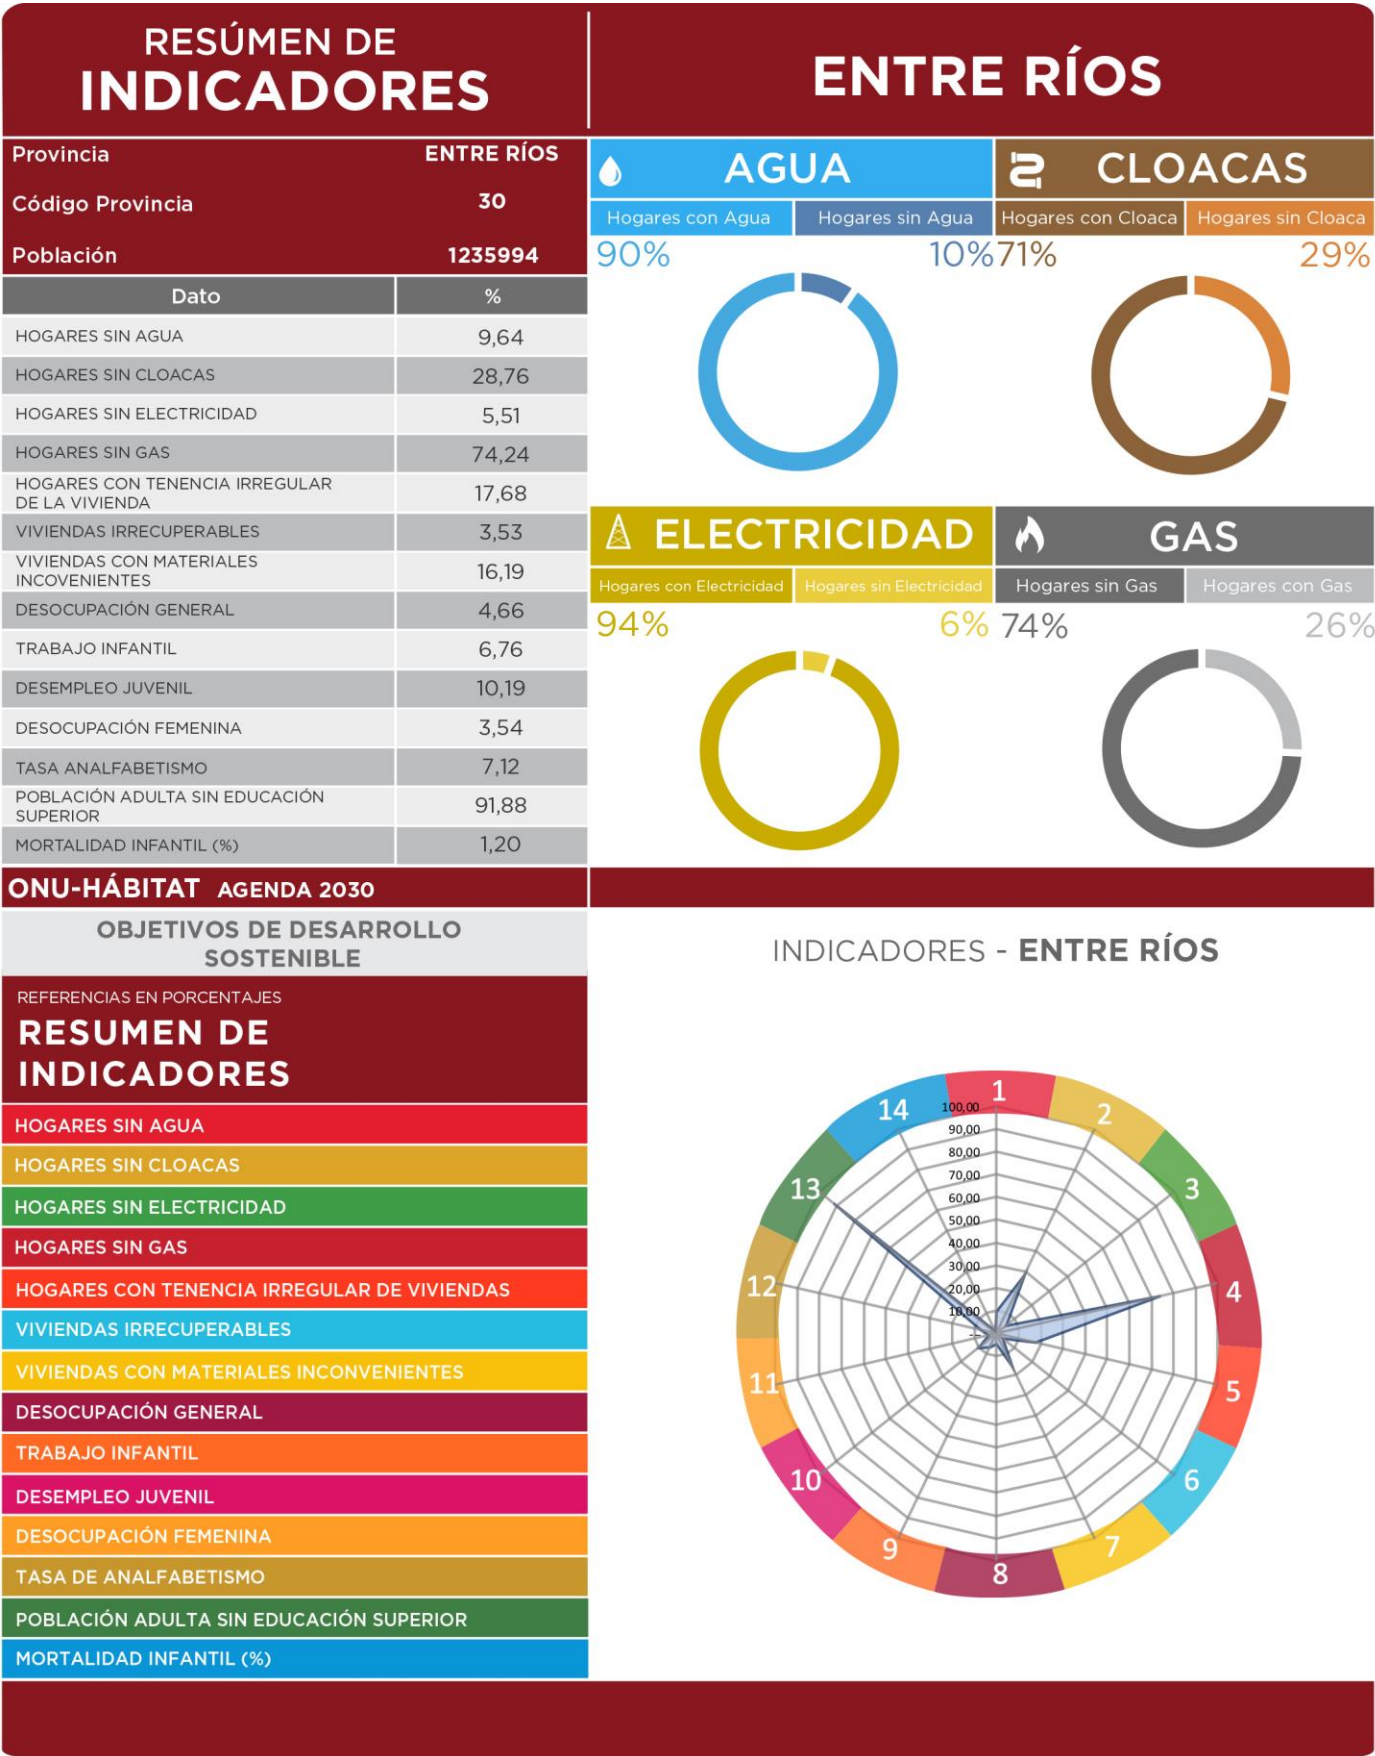 RESÚMEN DE
INDICADORES
ENTRE RÍOS
Provincia ENTRE RÍOS
Código Provincia 30
Población 1235994
Dato %
HOGARES SIN AGUA 9,64
HOGARES SIN CLOACAS 28,76
HOGARES SIN ELECTRICIDAD 5,51
HOGARES SIN GAS 74,24
HOGARES CON TENENCIA IRREGULAR
DE LA VIVIENDA 17,68
VIVIENDAS IRRECUPERABLES 3,53
VIVIENDAS CON MATERIALES
INCOVENIENTES 16,19
DESOCUPACIÓN GENERAL 4,66
TRABAJO INFANTIL 6,76
DESEMPLEO JUVENIL 10,19
DESOCUPACIÓN FEMENINA 3,54
TASA ANALFABETISMO 7,12
POBLACIÓN ADULTA SIN EDUCACIÓN
SUPERIOR 91,88
MORTALIDAD INFANTIL (%) 1,20
AGUA
Hogares con Agua Hogares sin Agua
90% 10%
CLOACAS
Hogares con Cloaca Hogares sin Cloaca
71% 29%
ELECTRICIDAD
Hogares con Electricidad Hogares sin Electricidad
94% 6%
GAS
Hogares sin Gas Hogares con Gas
74% 26%
ONU-HÁBITAT AGENDA 2030
OBJETIVOS DE DESARROLLO
SOSTENIBLE
REFERENCIAS EN PORCENTAJES
RESUMEN DE
INDICADORES
HOGARES SIN AGUA
HOGARES SIN CLOACAS
HOGARES SIN ELECTRICIDAD
HOGARES SIN GAS
HOGARES CON TENENCIA IRREGULAR DE VIVIENDAS
VIVIENDAS IRRECUPERABLES
VIVIENDAS CON MATERIALES INCONVENIENTES
DESOCUPACIÓN GENERAL
TRABAJO INFANTIL
DESEMPLEO JUVENIL
DESOCUPACIÓN FEMENINA
TASA DE ANALFABETISMO
POBLACIÓN ADULTA SIN EDUCACIÓN SUPERIOR
MORTALIDAD INFANTIL (%)
INDICADORES - ENTRE RÍOS
1
2
3
4
5
6
7
8
9
10
11
12
13
14
100,00
90,00
80,00
70,00
60,00
50,00
40,00
30,00
20,00
10,00
--